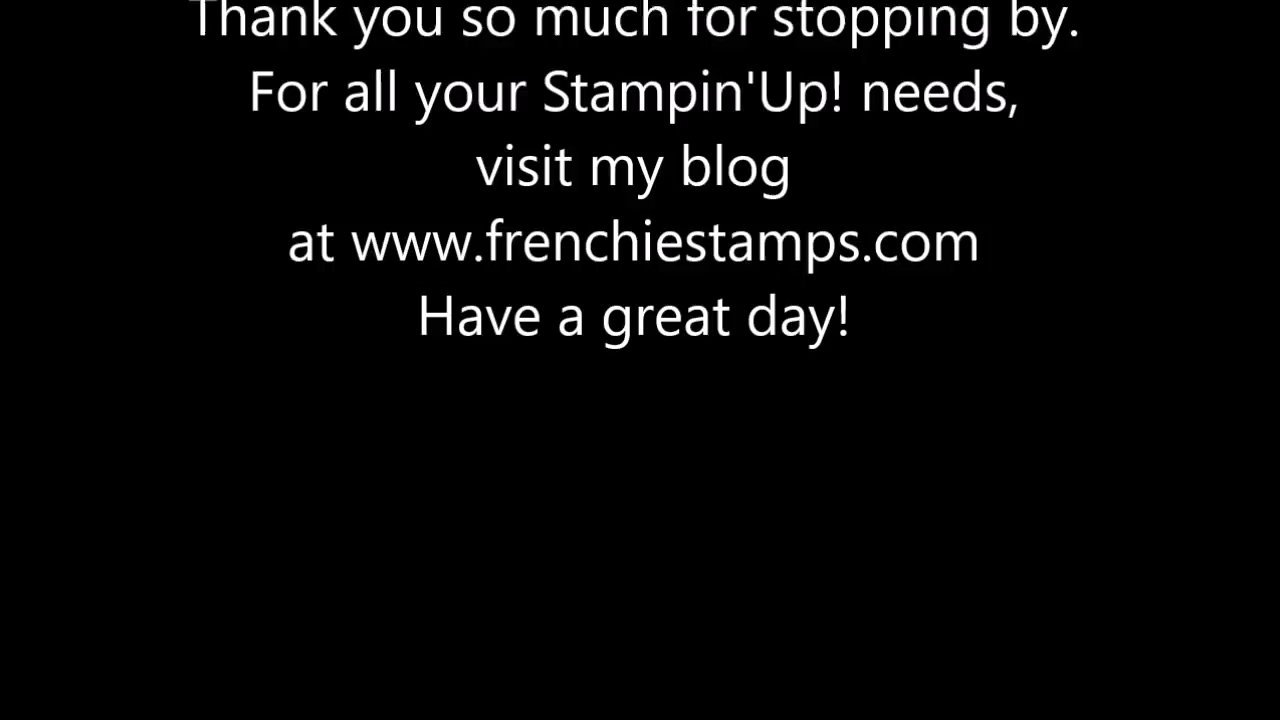 Thank you so much for stopping by.
For all your Stampin'Up! needs,
visit my blog
at www.frenchiestamps.com
Have a great day!